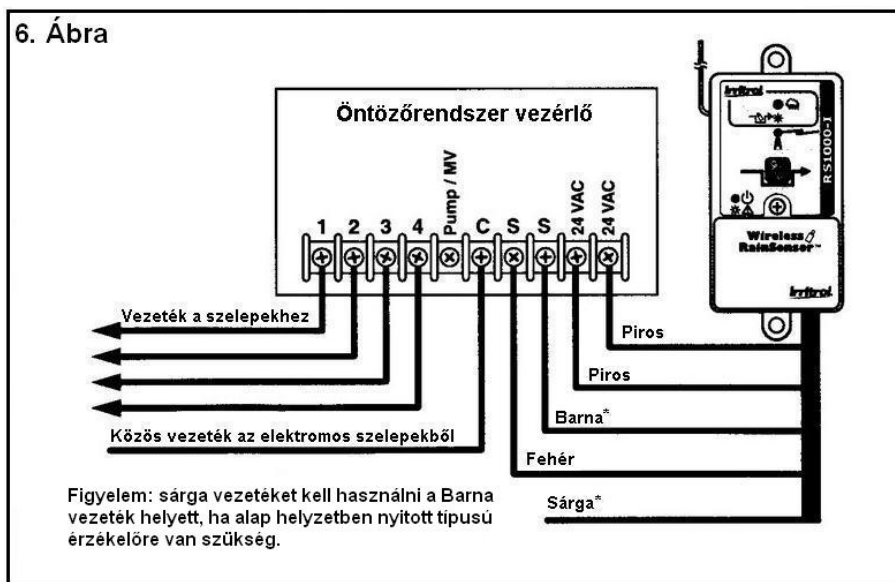 6. Ábra
Öntözőrendszer vezérlő
1 2 3 4 Pump / MV C S S 24 VAC 24 VAC
irritrol
RS1000-I
Wireless
RainSensor™
irritrol
Vezeték a szelepekhez
Piros
Piros
Barna*
Közös vezeték az elektromos szelepekből
Fehér
Sárga*
Figyelem: sárga vezetéket kell használni a Barna
vezeték helyett, ha alap helyzetben nyitott típusú
érzékelőre van szükség.